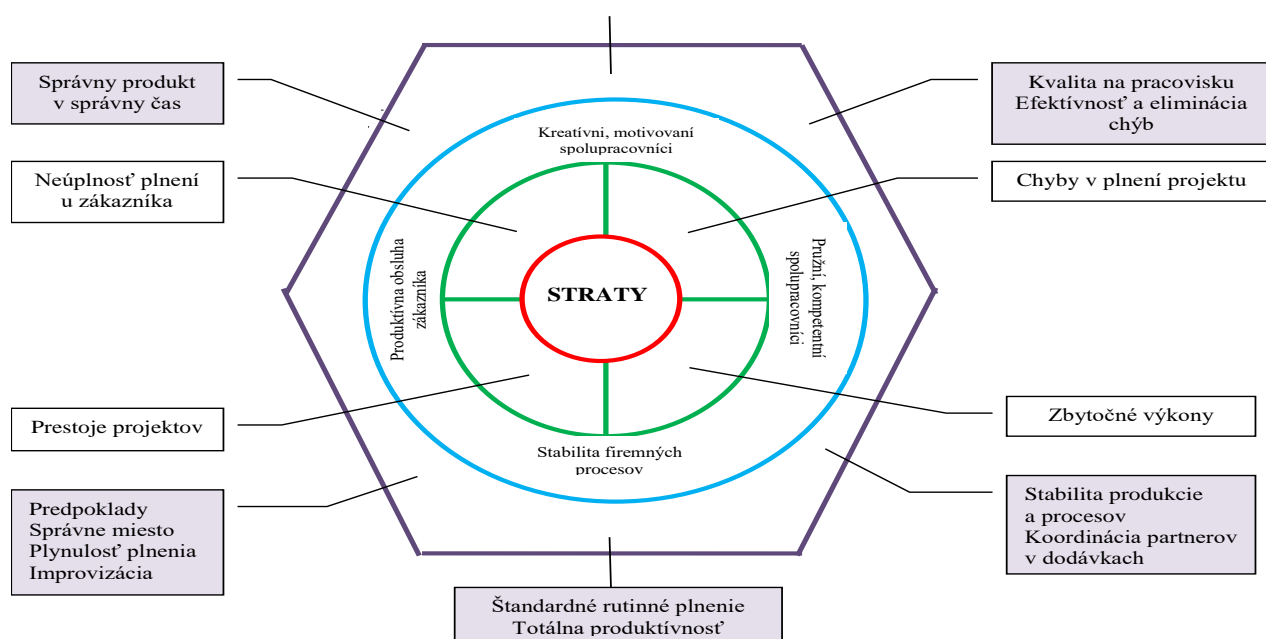 Správny produkt
v správny čas
Kvalita na pracovisku
Efektívnosť a eliminácia
chýb
Kreatívni, motivovaní
spolupracovníci
Neúplnosť plnení
u zákazníka
Chyby v plnení projektu
Produktívna obsluha
zákazníka
STRATY
Pružní, kompetentní
spolupracovníci
Prestoje projektov
Zbytočné výkony
Stabilita firemných
procesov
Predpoklady
Správne miesto
Plynulosť plnenia
Improvizácia
Stabilita produkcie
a procesov
Koordinácia partnerov
v dodávkach
Štandardné rutinné plnenie
Totálna produktívnosť